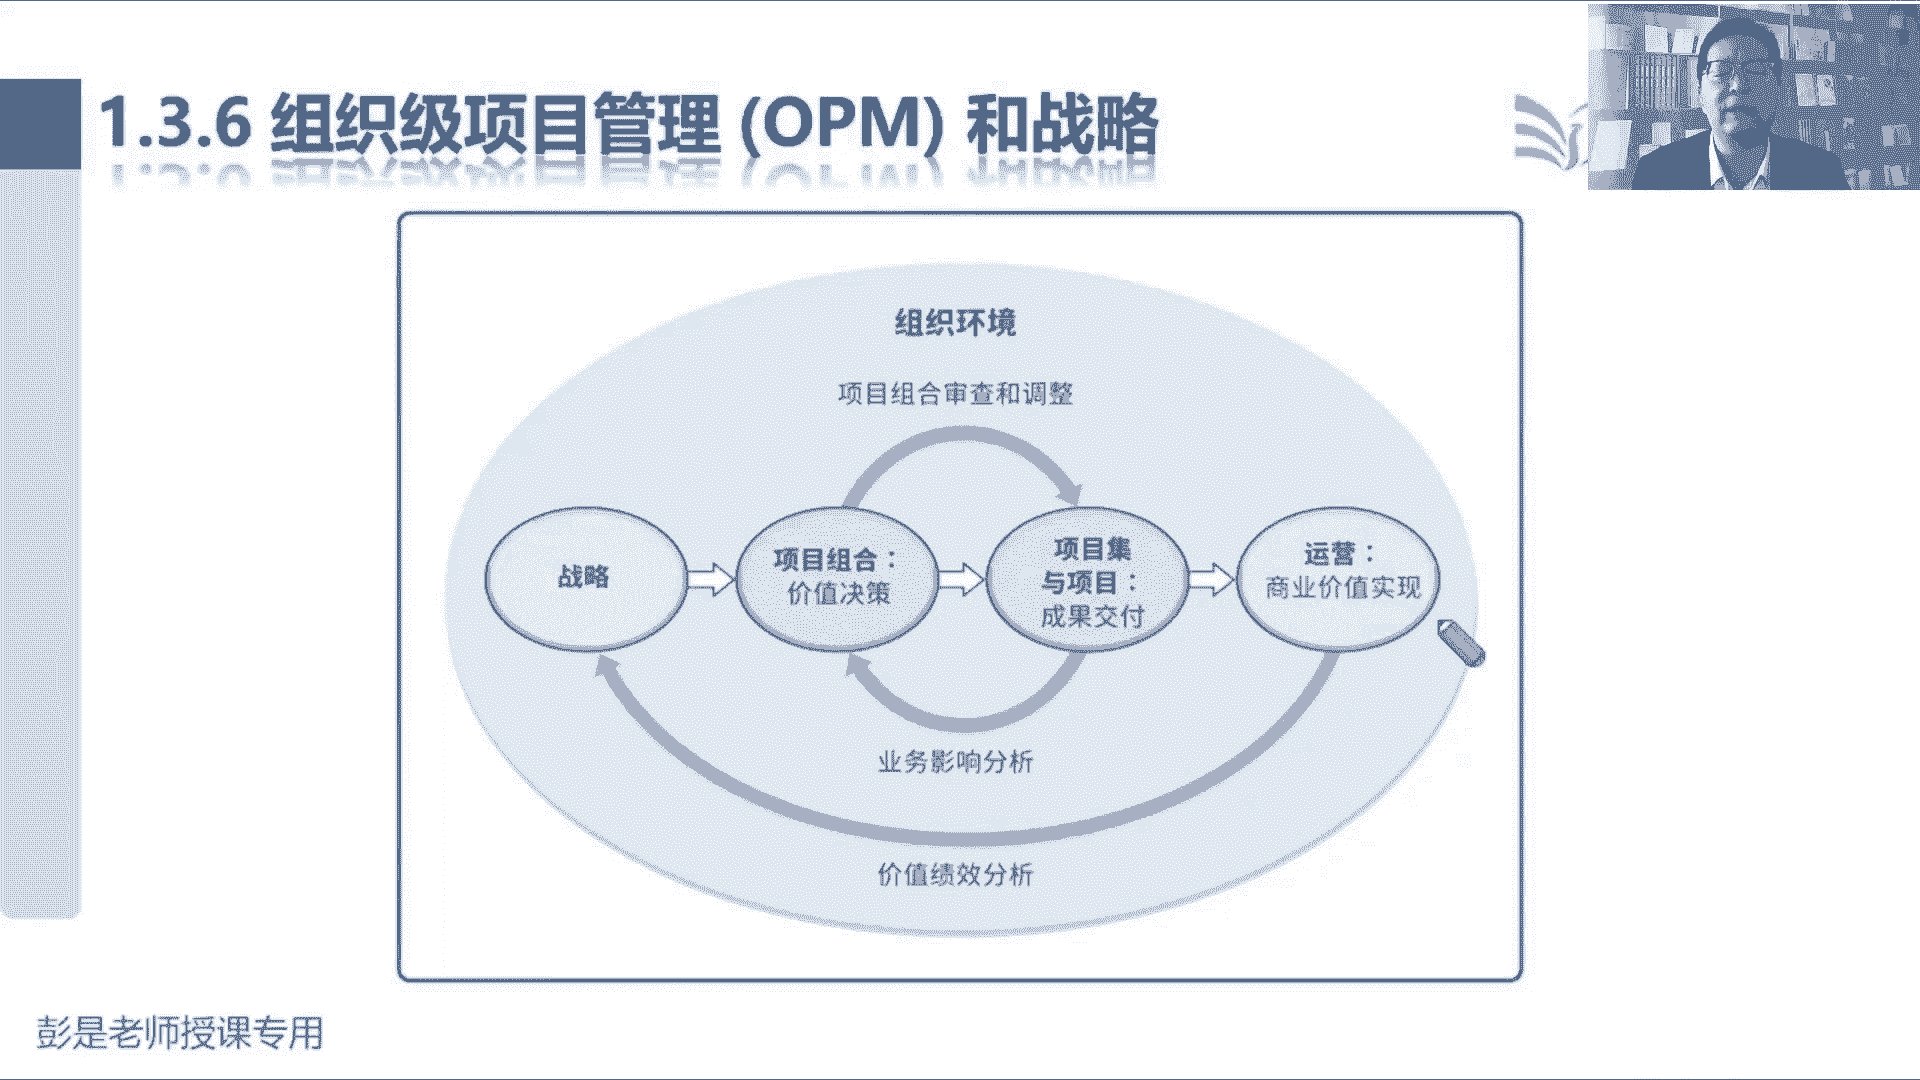 1.3.6 组织级项目管理 (OPM) 和战略
组织环境
项目组合审查和调整
战略
项目组合：
价值决策
项目集
与项目：
成果交付
运营：
商业价值实现
业务影响分析
价值绩效分析
彭是老师授课专用